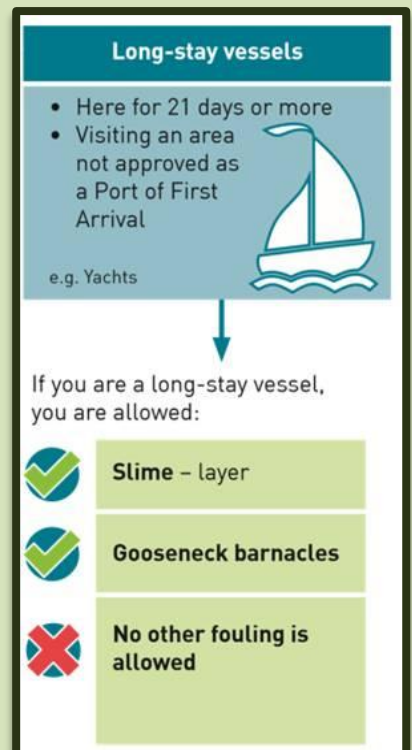 Long-stay vessels
• Here for 21 days or more
• Visiting an area
not approved as
a Port of First
Arrival
e.g. Yachts
If you are a long-stay vessel,
you are allowed:
Slime – layer
Gooseneck barnacles
No other fouling is
allowed